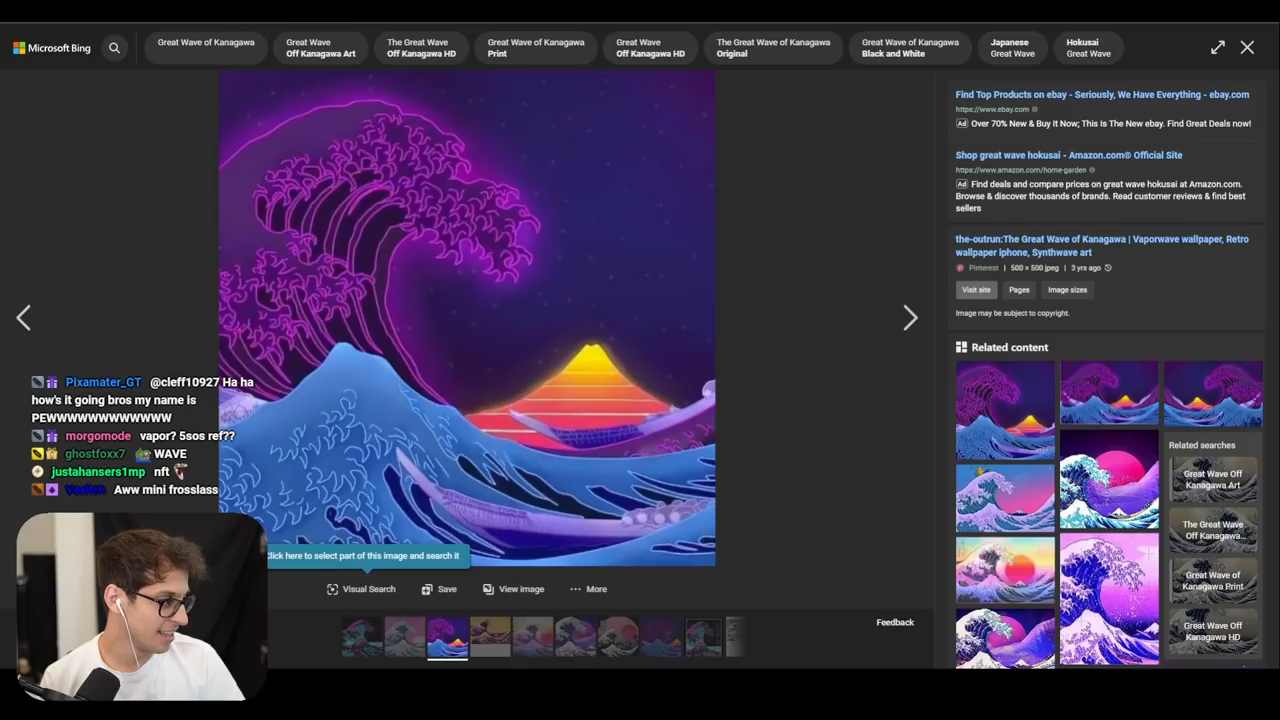 Microsoft Bing
Great Wave of Kanagawa
Great Wave
Off Kanagawa Art
The Great Wave
Off Kanagawa HD
Great Wave of Kanagawa
Print
Great Wave
Off Kanagawa HD
The Great Wave of Kanagawa
Original
Great Wave of Kanagawa
Black and White
Japanese
Great Wave
Hokusai
Great Wave
Find Top Products on ebay - Seriously, We Have Everything - ebay.com
https://www.ebay.com
Ad Over 70% New & Buy It Now; This Is The New ebay. Find Great Deals now!
Shop great wave hokusai - Amazon.com® Official Site
https://www.amazon.com/home-garden
Ad Find deals and compare prices on great wave hokusai at Amazon.com.
Browse & discover thousands of brands. Read customer reviews & find best
sellers
the-outrun:The Great Wave of Kanagawa | Vaporwave wallpaper, Retro
wallpaper iphone, Synthwave art
Pinterest | 500 × 500 jpeg | 3 yrs ago
Visit site
Pages
Image sizes
Image may be subject to copyright.
Related content
Related searches
Great Wave Off
Kanagawa Art
The Great Wave
Off Kanagawa...
Great Wave of
Kanagawa Print
Great Wave Off
Kanagawa HD
Pixamater_GT @cleff10927 Ha ha
how's it going bros my name is
PEWWWWWWWWWWWW
morgomode vapor? 5sos ref??
ghostfoxx7 WAVE
justahansers1mp nft
Aww mini frosslass
Click here to select part of this image and search it
Visual Search
Save
View image
More
Feedback